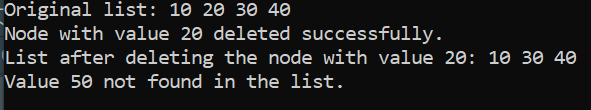 Original list: 10 20 30 40
Node with value 20 deleted successfully.
List after deleting the node with value 20: 10 30 40
Value 50 not found in the list.